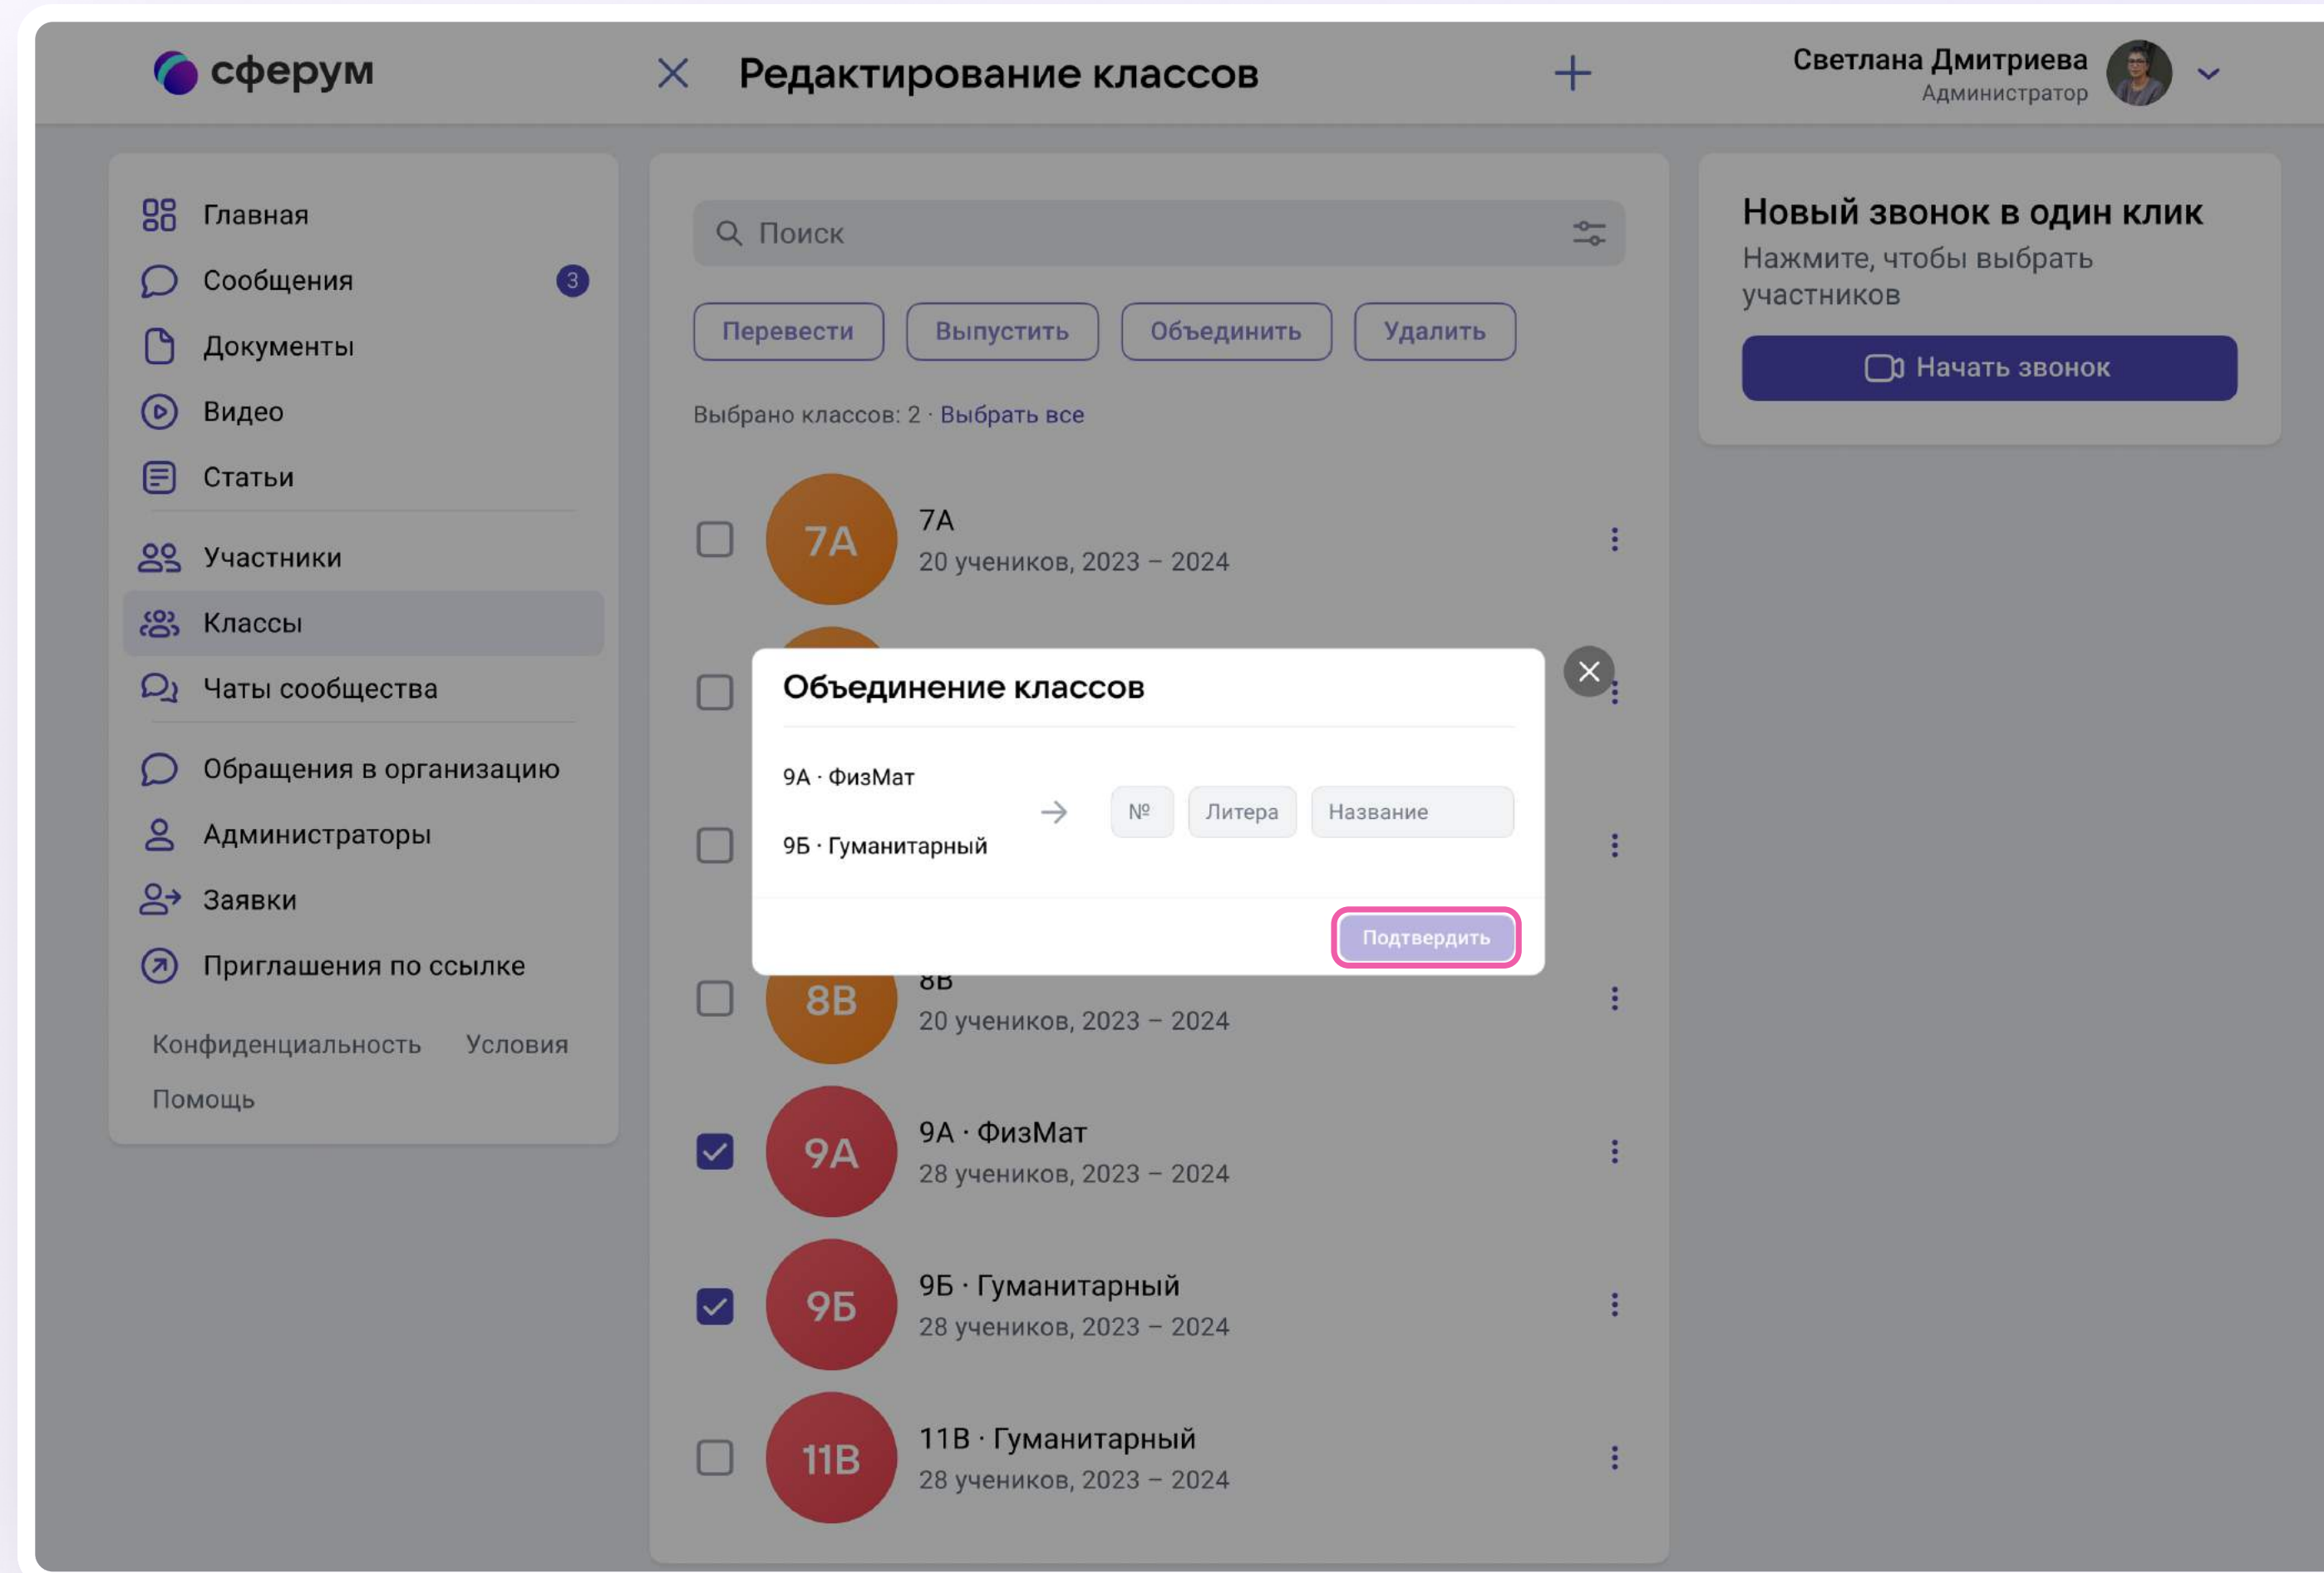 сферум
Редактирование классов
Светлана Дмитриева
Администратор
Главная
Сообщения 3
Документы
Видео
Статьи
Участники
Классы
Чаты сообщества
Обращения в организацию
Администраторы
Заявки
Приглашения по ссылке
Конфиденциальность Условия
Помощь
Поиск
Перевести Выпустить Объединить Удалить
Выбрано классов: 2 · Выбрать все
7А
7А
20 учеников, 2023 – 2024
Объединение классов
9А · ФизМат
9Б · Гуманитарный
№ Литера Название
Подтвердить
8В
8В
20 учеников, 2023 – 2024
9А
9А · ФизМат
28 учеников, 2023 – 2024
9Б
9Б · Гуманитарный
28 учеников, 2023 – 2024
11В
11В · Гуманитарный
28 учеников, 2023 – 2024
Новый звонок в один клик
Нажмите, чтобы выбрать
участников
Начать звонок